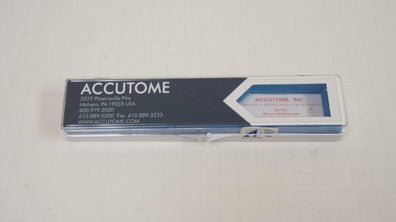 ACCUTOME
3222 Phoenixville Pike
Malvern, PA 19355 USA
800.979.2020
610.889.0200 Fax 610.889.3233
WWW.ACCUTOME.COM
ACCUTOME, INC.